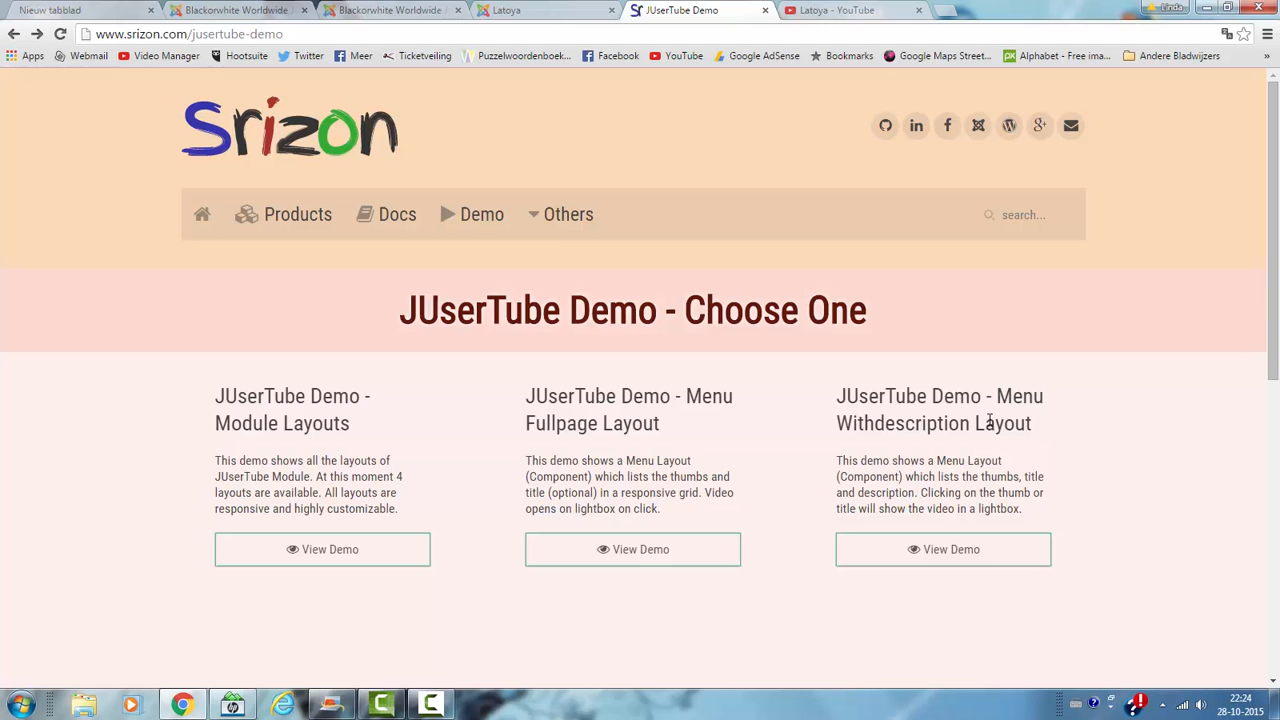 Nieuw tabblad
Blackorwhite Worldwide
Blackorwhite Worldwide
Latoya
JUserTube Demo
Latoya - YouTube
Linda
www.srizon.com/jusertube-demo
Apps
Webmail
Video Manager
Hootsuite
Twitter
Meer
Ticketveiling
Puzzelwoordenboek...
Facebook
YouTube
Google AdSense
Bookmarks
Google Maps Street...
Alphabet - Free ima...
Andere Bladwijzers
»
Srizon
Products
Docs
Demo
Others
search...
JUserTube Demo - Choose One
JUserTube Demo -
Module Layouts
This demo shows all the layouts of
JUserTube Module. At this moment 4
layouts are available. All layouts are
responsive and highly customizable.
View Demo
JUserTube Demo - Menu
Fullpage Layout
This demo shows a Menu Layout
(Component) which lists the thumbs and
title (optional) in a responsive grid. Video
opens on lightbox on click.
View Demo
JUserTube Demo - Menu
Withdescription Layout
This demo shows a Menu Layout
(Component) which lists the thumbs, title
and description. Clicking on the thumb or
title will show the video in a lightbox.
View Demo
22:24
28-10-2015